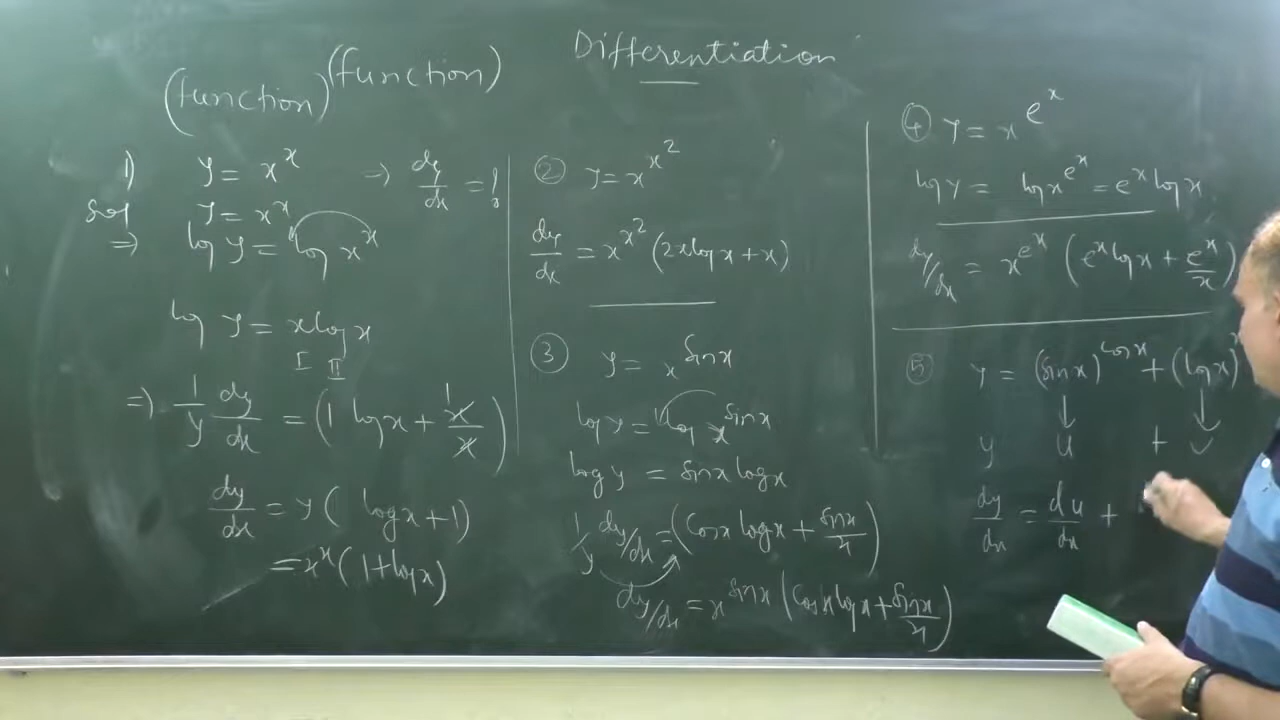 Differentiation
(function)^(function)
1) y = x^x ⇒ dy/dx = ?
Sol y = x^x
⇒ log y = log x^x
log y = x log x
I II
⇒ 1/y dy/dx = (1 log x + 1 x/x)
dy/dx = y ( log x + 1)
= x^x (1 + log x)
② y = x^x^2
dy/dx = x^x^2 (2x log x + x)
③ y = x^sin x
log y = log x^sin x
log y = sin x log x
1/y dy/dx = (cos x log x + sin x/x)
dy/dx = x^sin x (cos x log x + sin x/x)
④ y = x^e^x
log y = log x^e^x = e^x log x
dy/dx = x^e^x (e^x log x + e^x/x)
⑤ y = (sin x)^cos x + (log x)
↓ ↓
y u + v
dy/dx = du/dx +